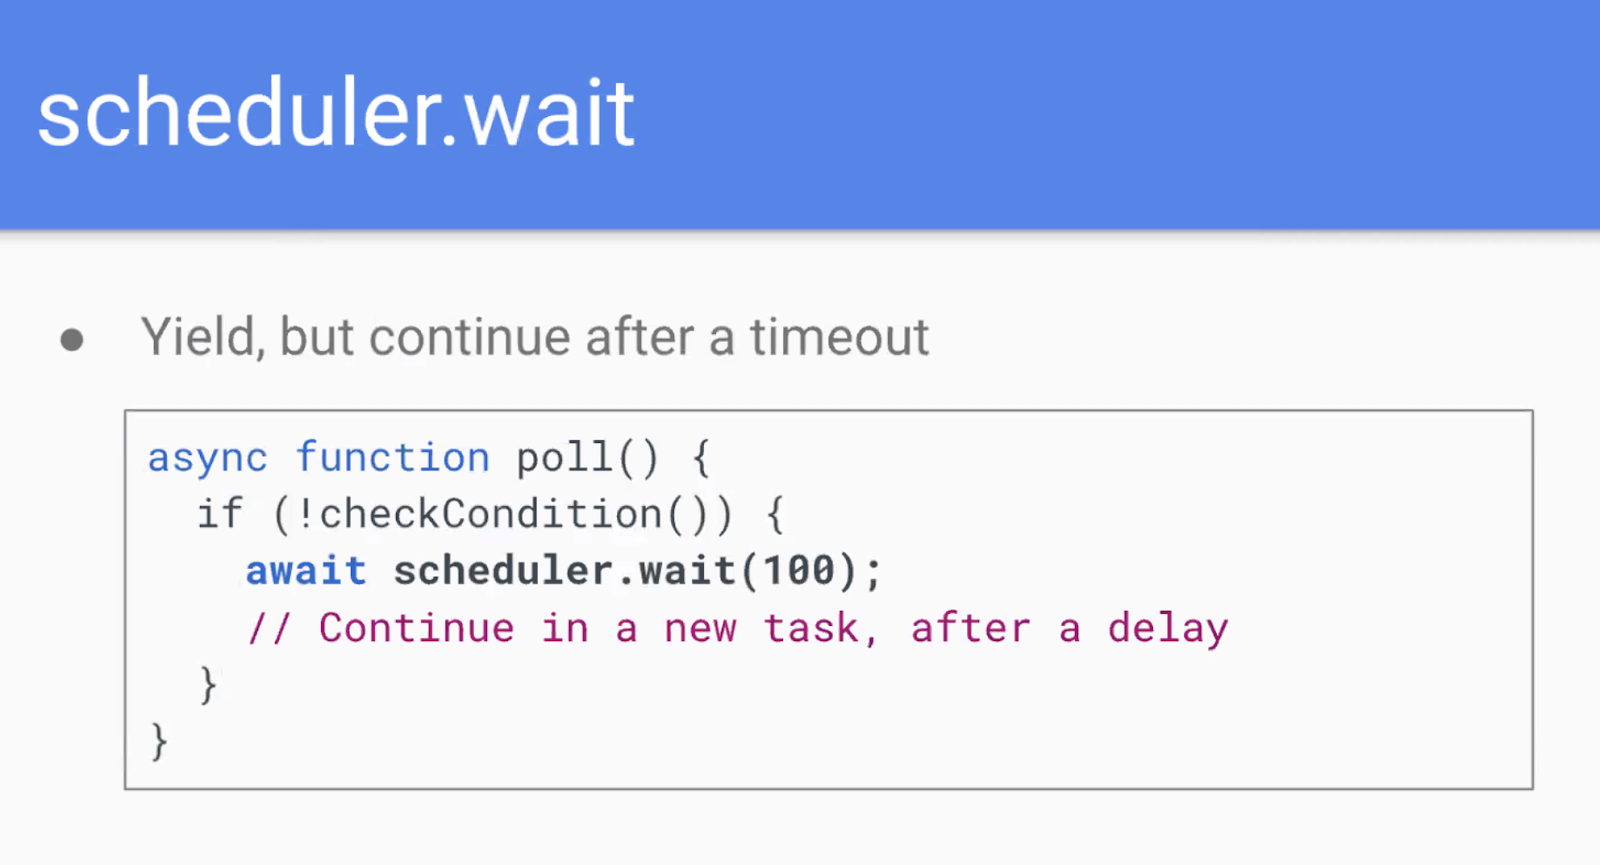 scheduler.wait
● Yield, but continue after a timeout
async function poll() {
  if (!checkCondition()) {
    await scheduler.wait(100);
    // Continue in a new task, after a delay
  }
}